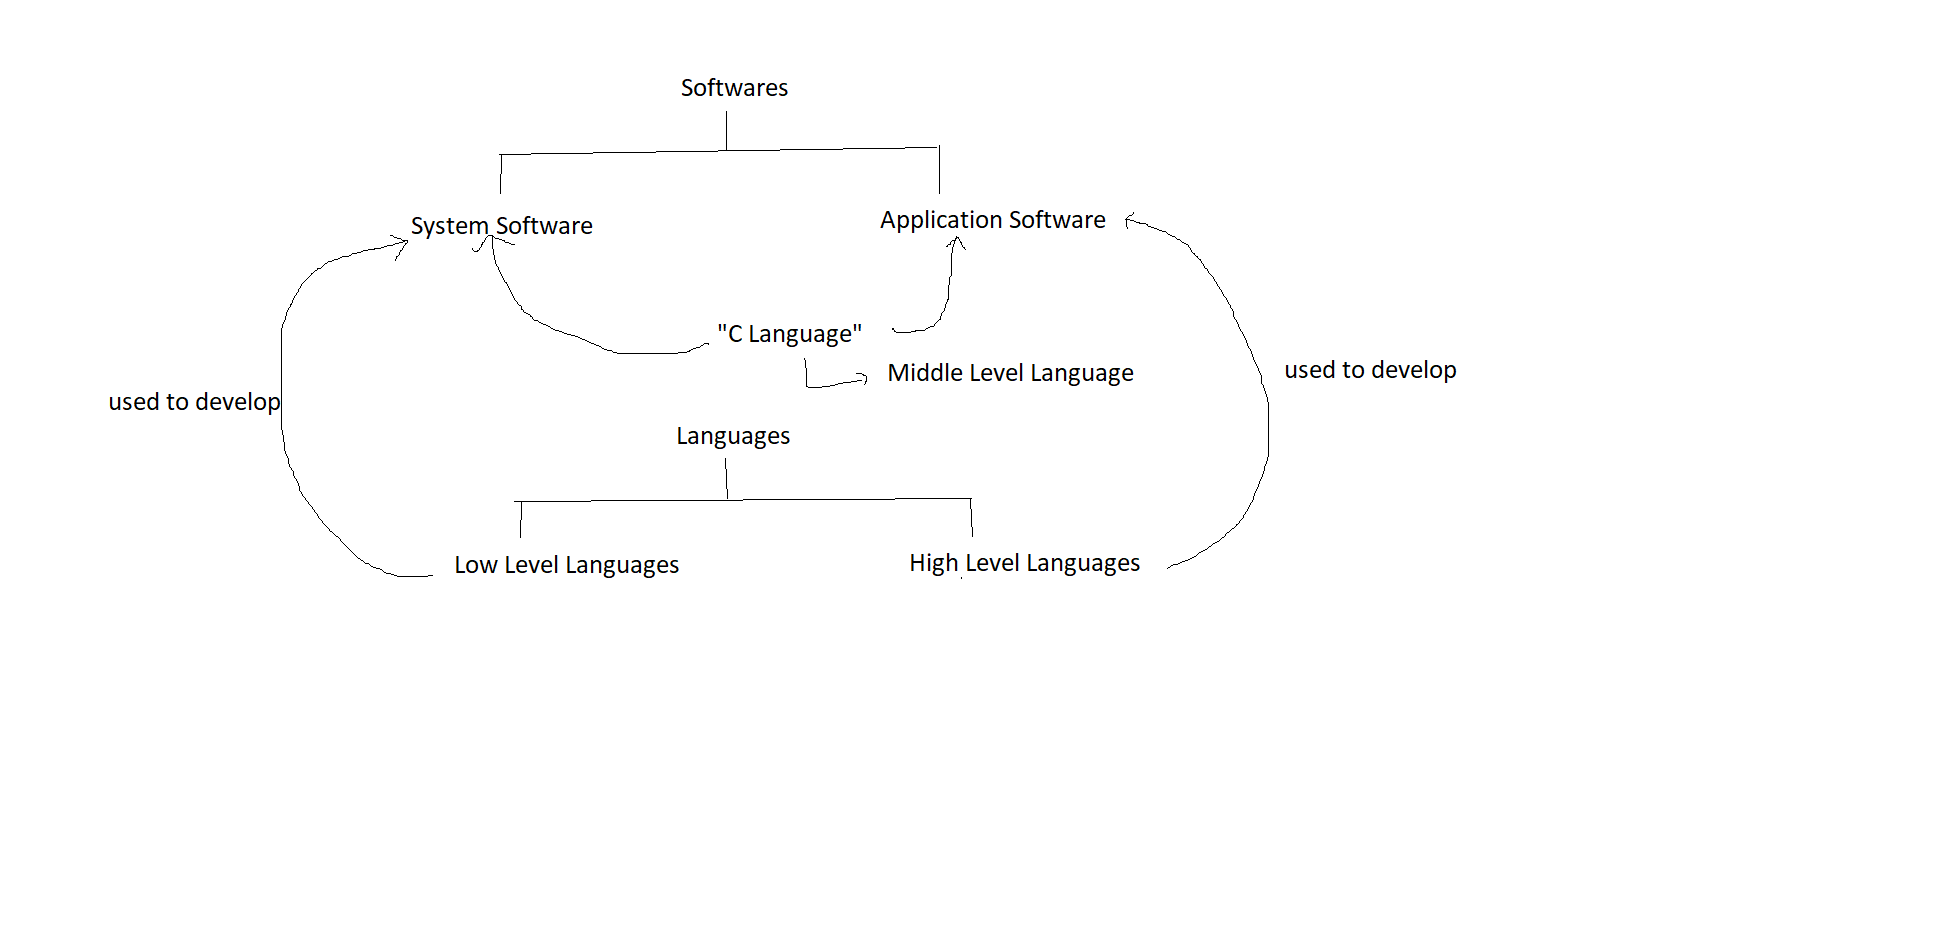 Softwares
System Software
Application Software
"C Language"
Middle Level Language
used to develop
used to develop
Languages
Low Level Languages
High Level Languages